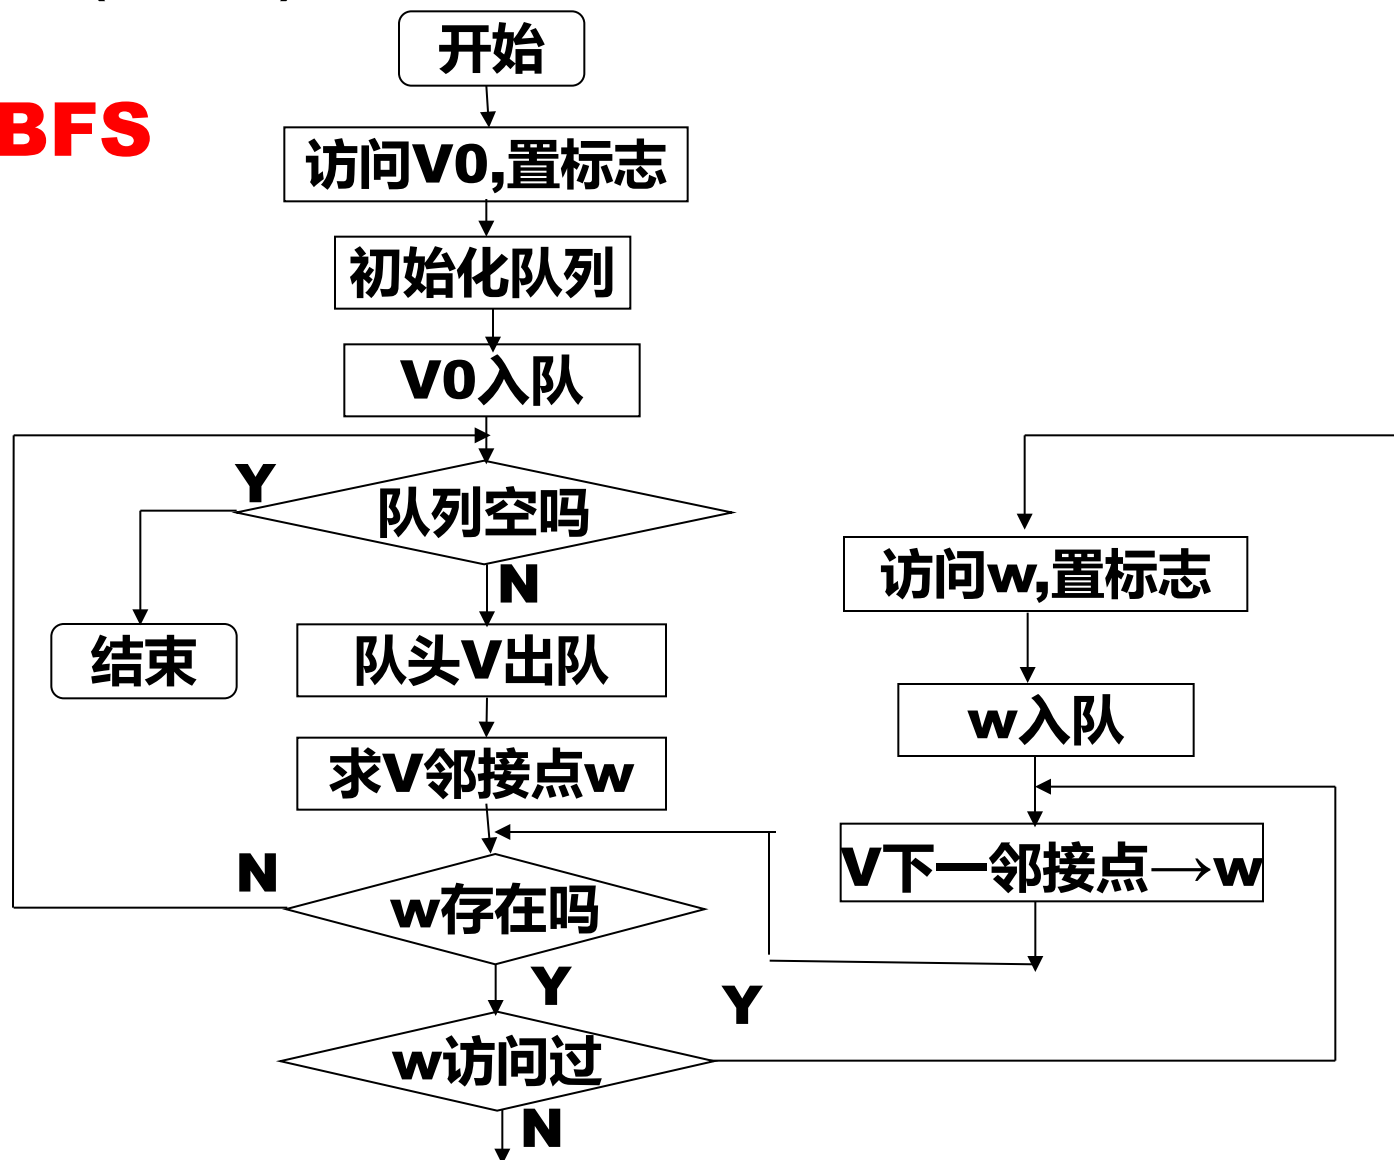 开始
BFS
访问V0,置标志
初始化队列
V0入队
Y
队列空吗
N
结束
队头V出队
求V邻接点w
N
w存在吗
Y
w访问过
Y
N
访问w,置标志
w入队
V下一邻接点→w